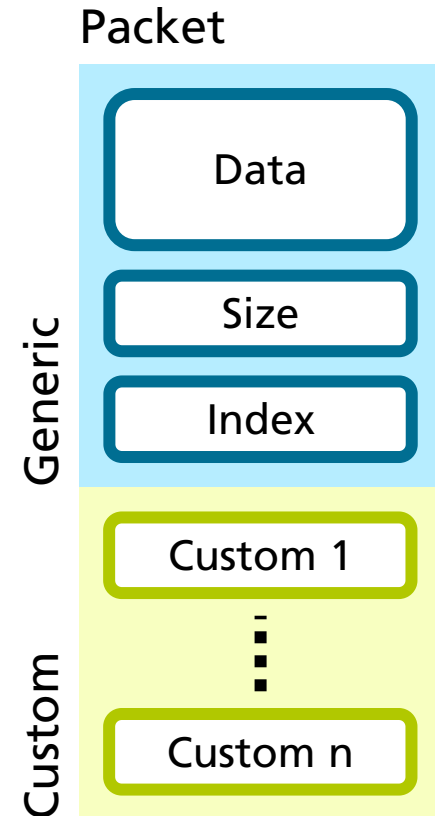 Packet
Generic
Data
Size
Index
Custom
Custom 1
Custom n